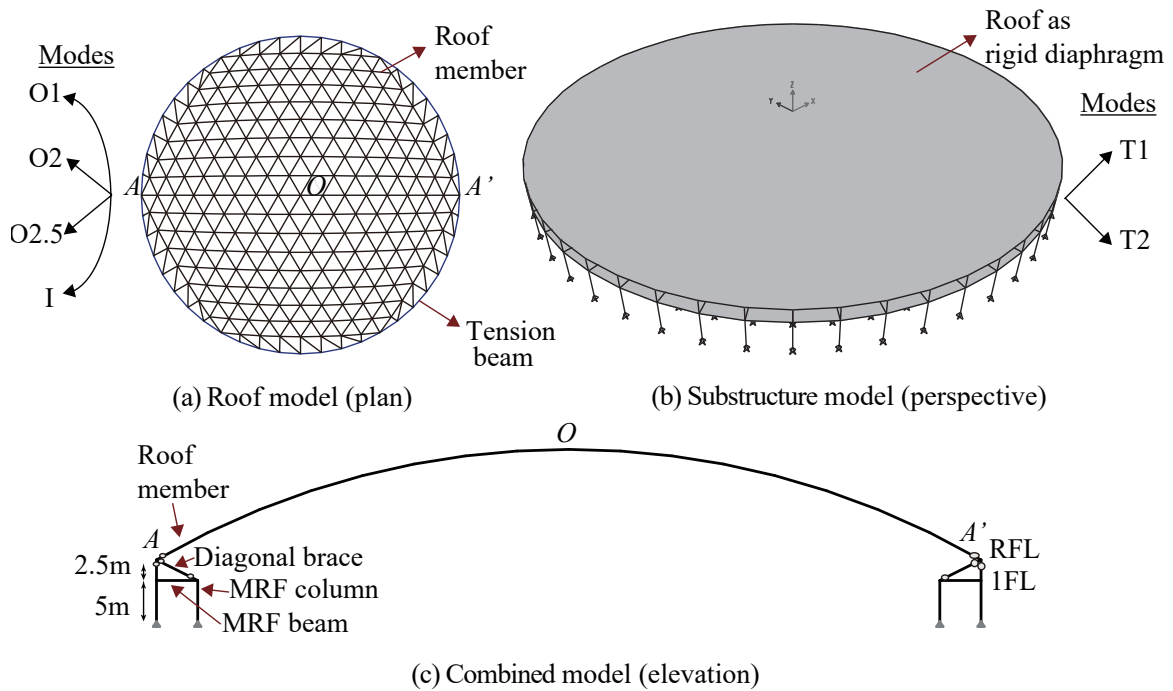 Modes
O1
O2
O2.5
I
A
O
A'
Roof
member
Tension
beam
(a) Roof model (plan)
Roof as
rigid diaphragm
Z
Y
X
Modes
T1
T2
(b) Substructure model (perspective)
O
Roof
member
A
A'
2.5m
Diagonal brace
RFL
MRF column
1FL
5m
MRF beam
(c) Combined model (elevation)